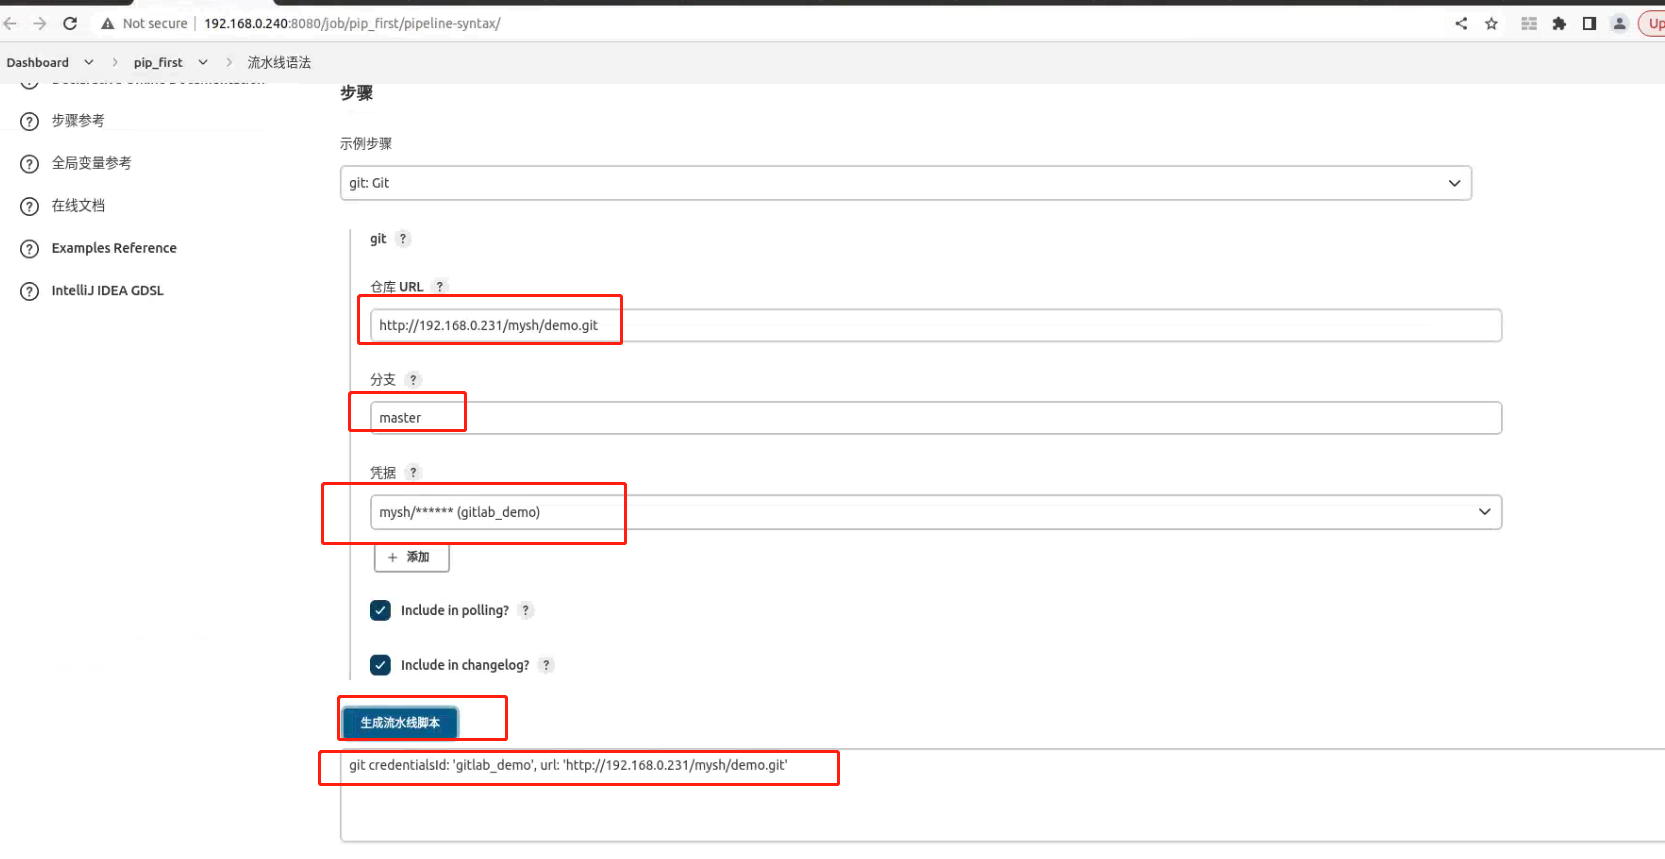 Not secure | 192.168.0.240:8080/job/pip_first/pipeline-syntax/
Up
Dashboard > pip_first > 流水线语法
步骤
步骤参考
示例步骤
全局变量参考
git: Git
在线文档
git ?
Examples Reference
仓库 URL ?
IntelliJ IDEA GDSL
http://192.168.0.231/mysh/demo.git
分支 ?
master
凭据 ?
mysh/****** (gitlab_demo)
+ 添加
Include in polling? ?
Include in changelog? ?
生成流水线脚本
git credentialsId: 'gitlab_demo', url: 'http://192.168.0.231/mysh/demo.git'